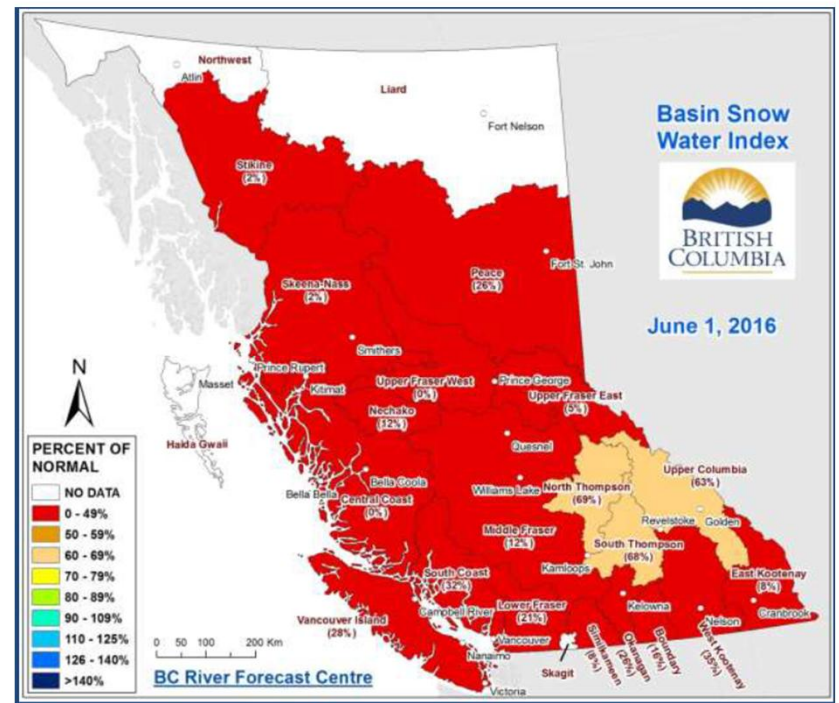 Northwest
Atlin
Liard
Fort Nelson
Basin Snow
Water Index
BRITISH
COLUMBIA
June 1, 2016
Stikine
(2%)
Skeena-Nass
(2%)
Peace
(26%)
Fort St. John
Smithers
N
Masset
Prince Rupert
Kitimat
Haida Gwaii
Upper Fraser West
(0%)
Prince George
Upper Fraser East
(5%)
Nechako
(12%)
Quesnel
Bella Coola
Bella Bella
Central Coast
(0%)
Williams Lake
North Thompson
(69%)
Upper Columbia
(63%)
Revelstoke
Golden
Middle Fraser
(12%)
South Thompson
(68%)
Kamloops
East Kootenay
(8%)
South Coast
(32%)
Campbell River
Lower Fraser
(21%)
Kelowna
Nelson
Cranbrook
Vancouver Island
(28%)
Vancouver
Nanaimo
Victoria
Skagit
Similkameen
(8%)
Okanagan
(26%)
Boundary
(16%)
West Kootenay
(35%)
PERCENT OF
NORMAL
NO DATA
0 - 49%
50 - 59%
60 - 69%
70 - 79%
80 - 89%
90 - 109%
110 - 125%
126 - 140%
>140%
0 50 100 200 Km
BC River Forecast Centre